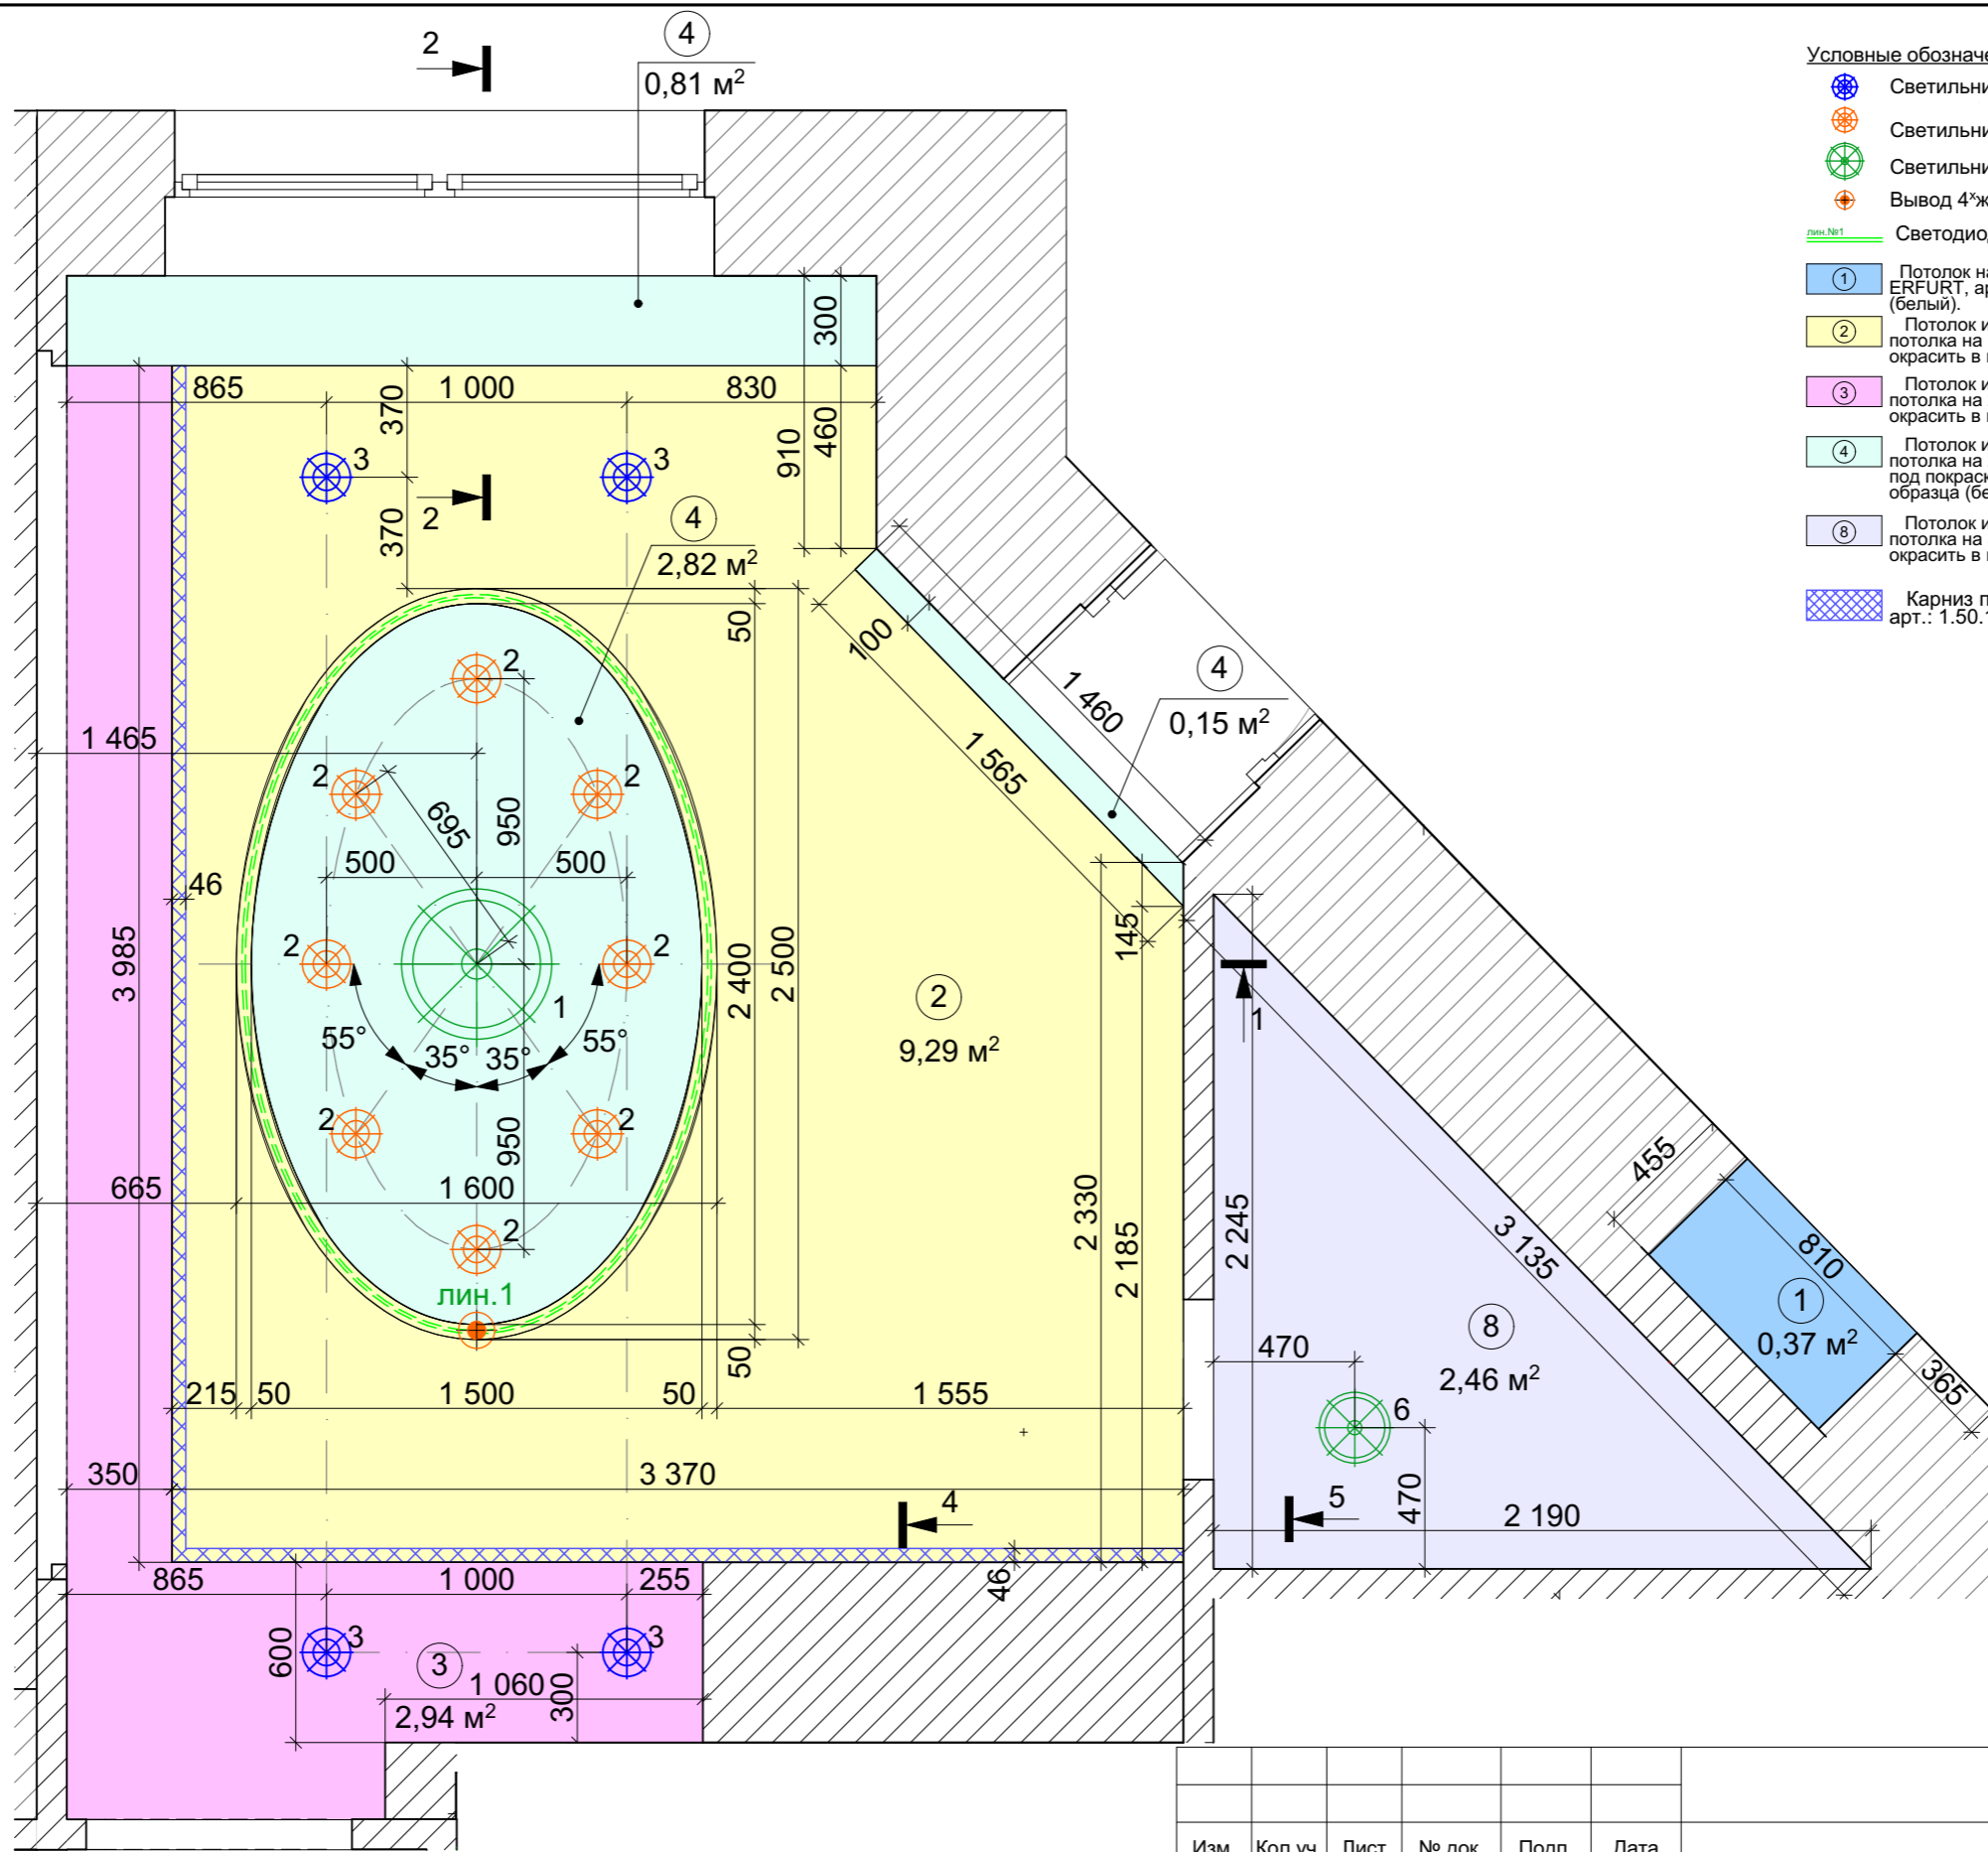 2
4
0,81 м²
Условные обозначе
Светильни
Светильни
Светильни
Вывод 4ˣж
лин.№1
Светодиод
1
Потолок на
ERFURT, ар
(белый).
2
Потолок и
потолка на
окрасить в
3
Потолок и
потолка на
окрасить в
4
Потолок и
потолка на
под покраск
образца (бе
8
Потолок и
потолка на
окрасить в
Карниз п
арт.: 1.50.1
300
865
1 000
830
370
460
910
3
3
2
370
4
2,82 м²
50
100
1 460
4
0,15 м²
1 565
1 465
2
2
2
695
950
500
500
46
2
2
145
3 985
2 400
2 500
2
9,29 м²
1
1
55°
35°
35°
55°
2
2
950
455
665
1 600
2 330
2 185
2 245
3 135
810
2
лин.1
1
0,37 м²
8
2,46 м²
470
50
215
50
1 500
50
1 555
6
365
350
3 370
470
4
5
2 190
865
1 000
255
46
600
3
3
3
1 060
300
2,94 м²
Изм. Кол.уч Лист № док. Подп. Дата